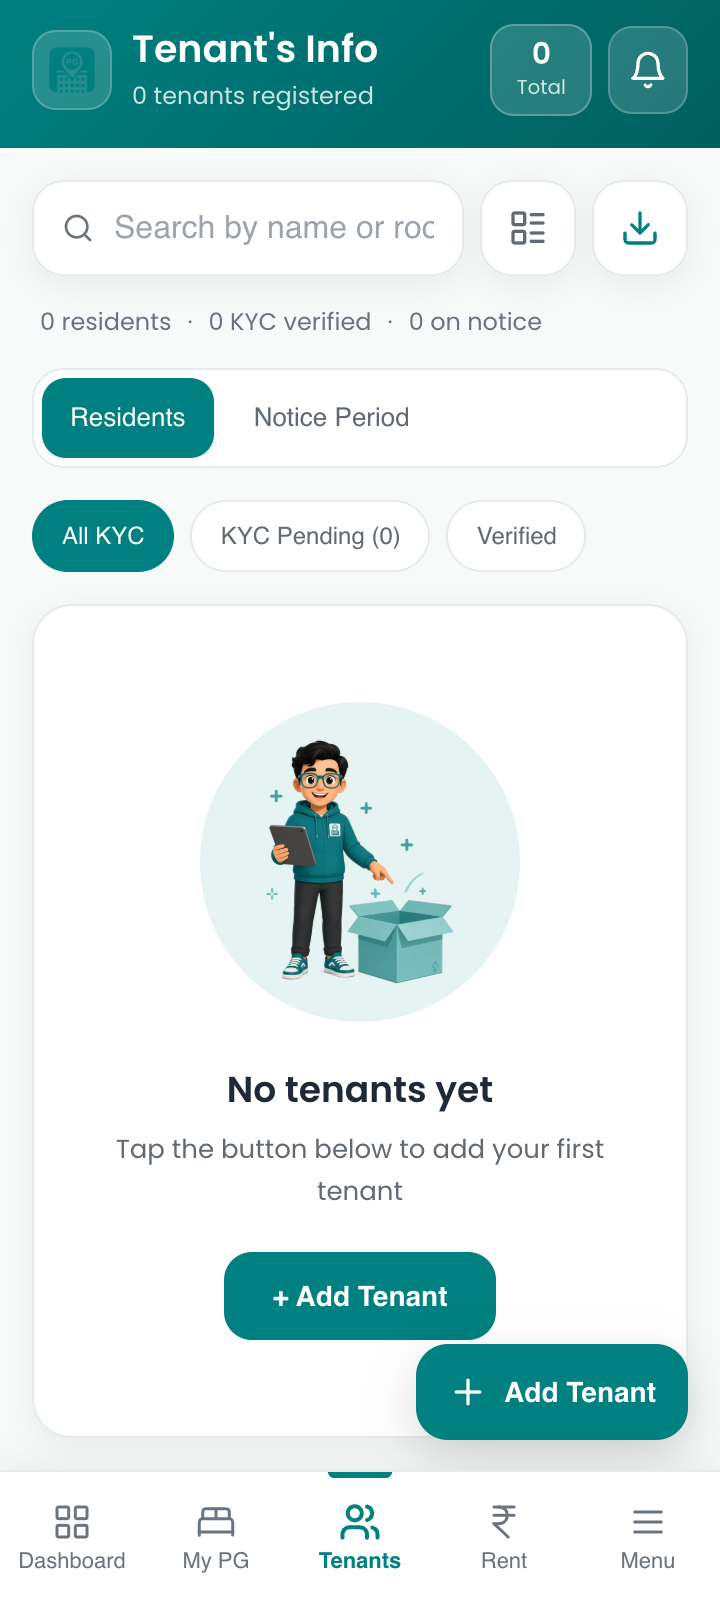 Tenant's Info
0 tenants registered
0
Total
Search by name or roo
0 residents · 0 KYC verified · 0 on notice
Residents
Notice Period
All KYC
KYC Pending (0)
Verified
No tenants yet
Tap the button below to add your first
tenant
+ Add Tenant
+ Add Tenant
Dashboard
My PG
Tenants
Rent
Menu